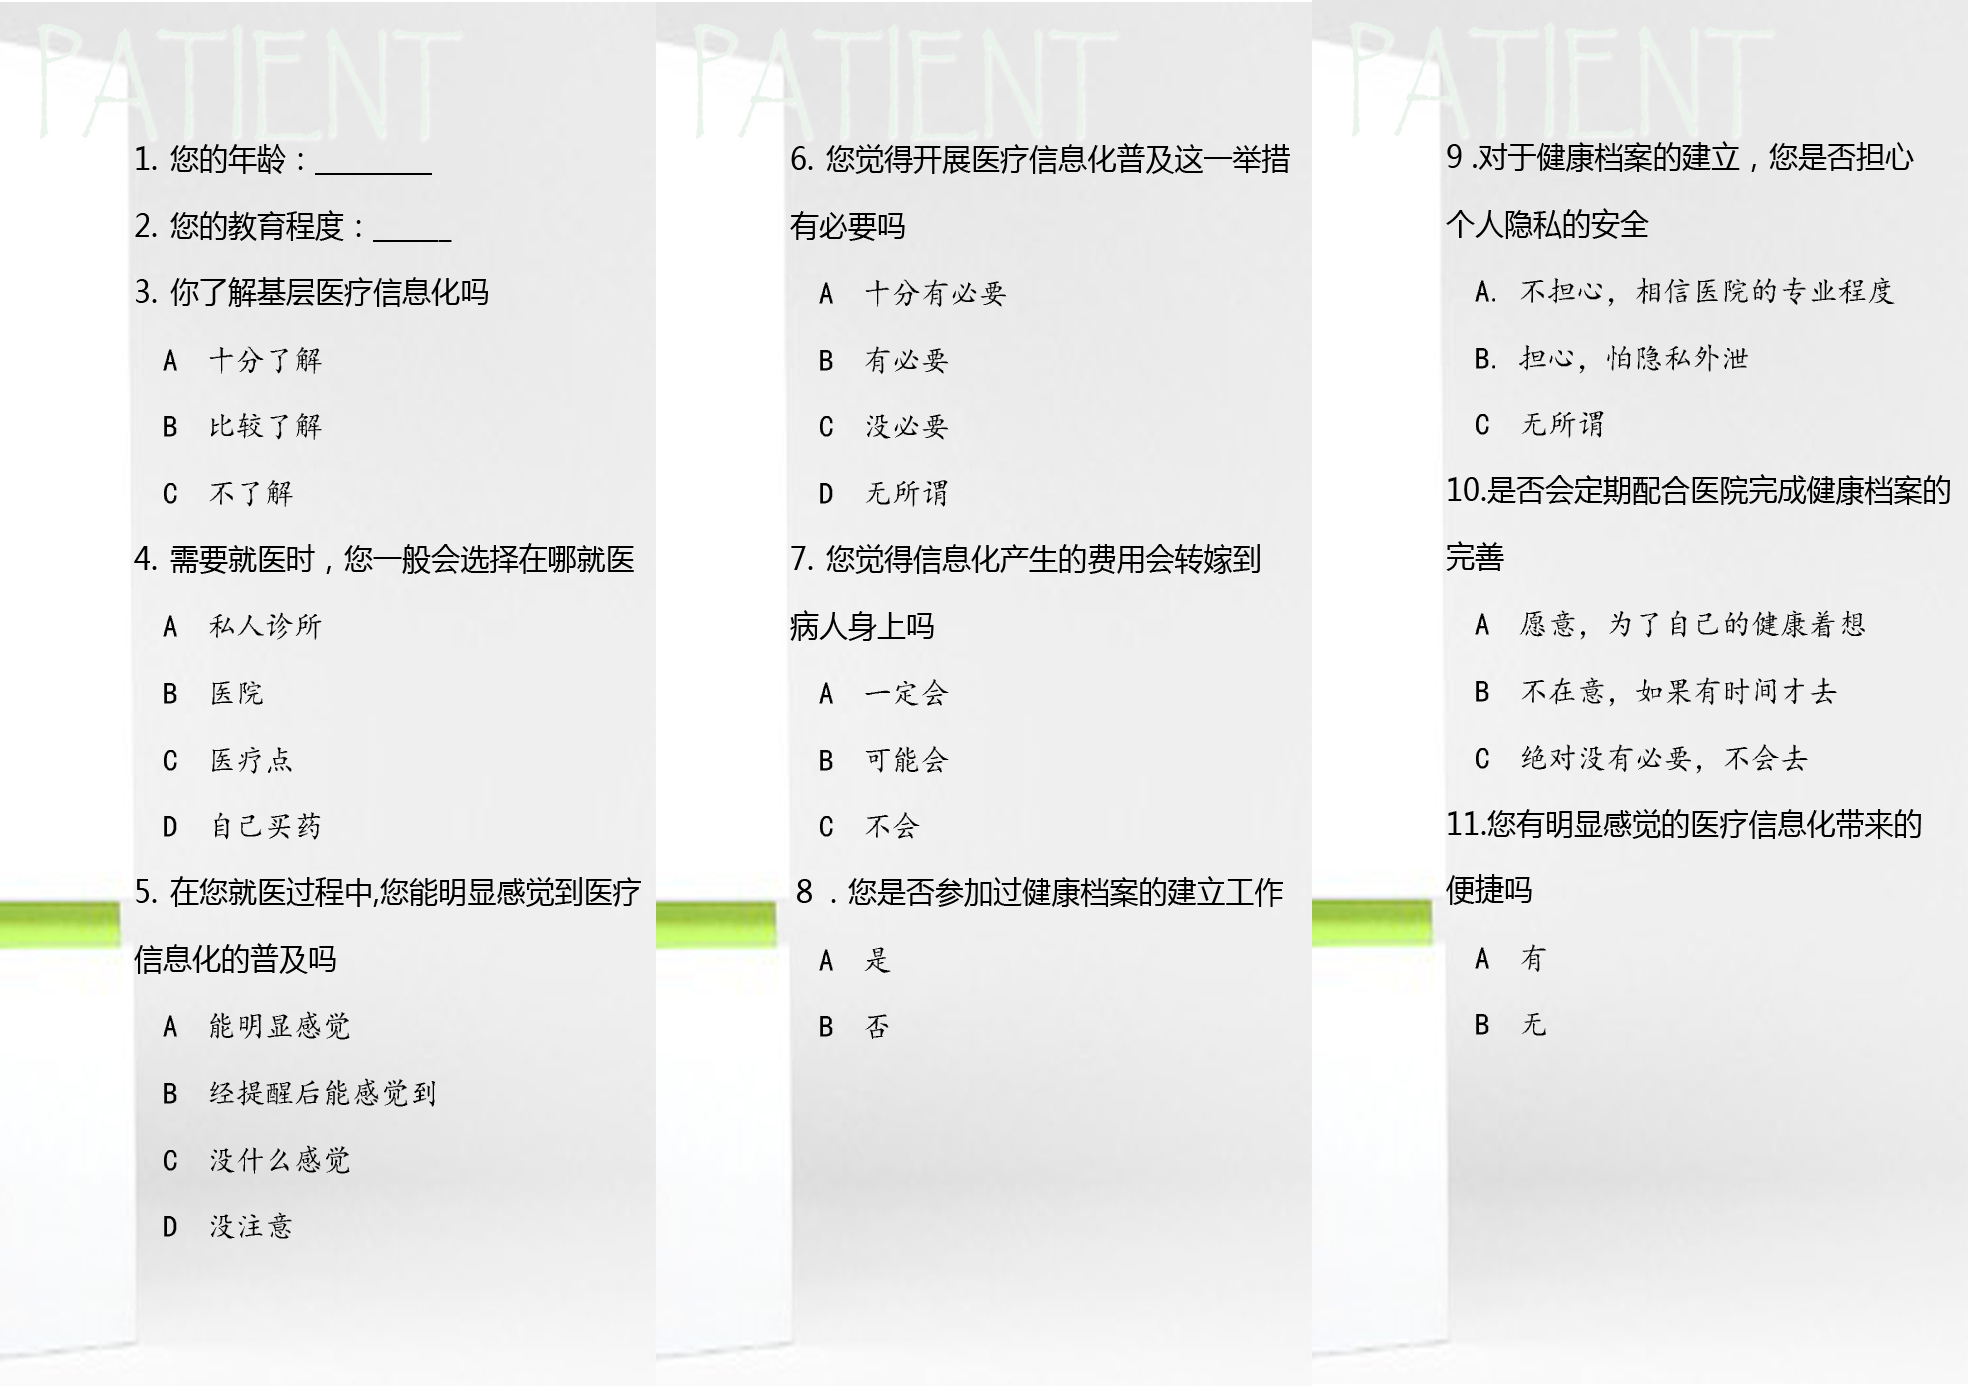 PATIENT
1. 您的年龄：________
2. 您的教育程度：_____
3. 你了解基层医疗信息化吗
A 十分了解
B 比较了解
C 不了解
4. 需要就医时，您一般会选择在哪就医
A 私人诊所
B 医院
C 医疗点
D 自己买药
5. 在您就医过程中,您能明显感觉到医疗
信息化的普及吗
A 能明显感觉
B 经提醒后能感觉到
C 没什么感觉
D 没注意
PATIENT
6. 您觉得开展医疗信息化普及这一举措
有必要吗
A 十分有必要
B 有必要
C 没必要
D 无所谓
7. 您觉得信息化产生的费用会转嫁到
病人身上吗
A 一定会
B 可能会
C 不会
8 . 您是否参加过健康档案的建立工作
A 是
B 否
PATIENT
9 .对于健康档案的建立，您是否担心
个人隐私的安全
A. 不担心，相信医院的专业程度
B. 担心，怕隐私外泄
C 无所谓
10.是否会定期配合医院完成健康档案的
完善
A 愿意，为了自己的健康着想
B 不在意，如果有时间才去
C 绝对没有必要，不会去
11.您有明显感觉的医疗信息化带来的
便捷吗
A 有
B 无